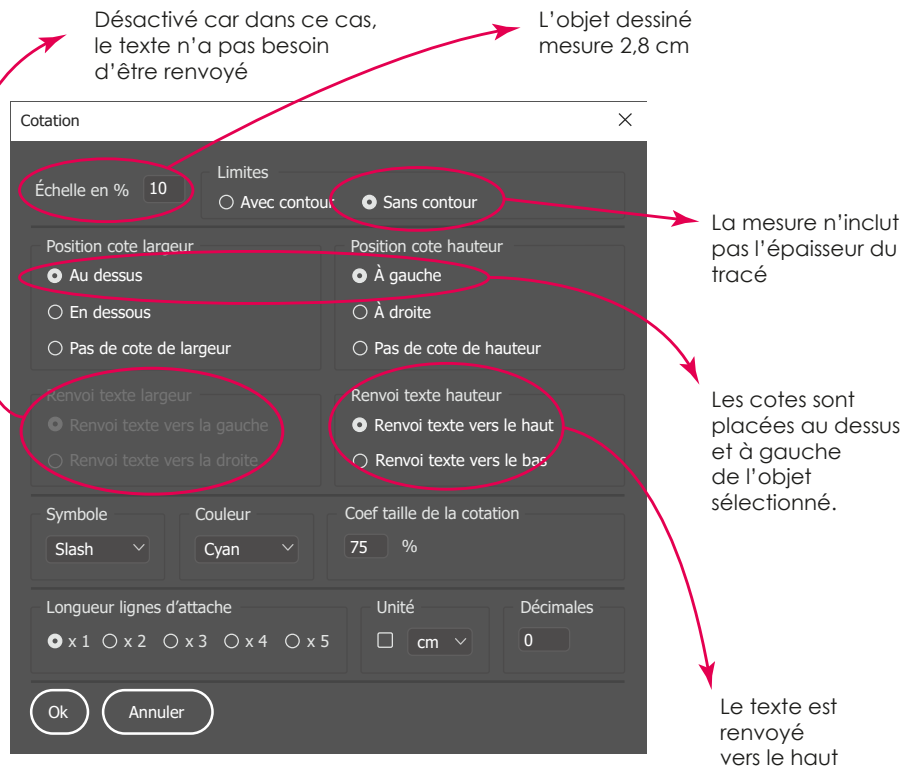 Désactivé car dans ce cas,
le texte n’a pas besoin
d’être renvoyé
L’objet dessiné
mesure 2,8 cm
Cotation
Échelle en % 10
Limites
Avec contour Sans contour
La mesure n’inclut
pas l’épaisseur du
tracé
Position cote largeur
Au dessus
En dessous
Pas de cote de largeur
Position cote hauteur
À gauche
À droite
Pas de cote de hauteur
Les cotes sont
placées au dessus
et à gauche
de l’objet
sélectionné.
Renvoi texte largeur
Renvoi texte vers la gauche
Renvoi texte vers la droite
Renvoi texte hauteur
Renvoi texte vers le haut
Renvoi texte vers le bas
Symbole
Slash
Couleur
Cyan
Coef taille de la cotation
75 %
Longueur lignes d’attache
x 1 x 2 x 3 x 4 x 5
Unité
cm
Décimales
0
Ok Annuler
Le texte est
renvoyé
vers le haut